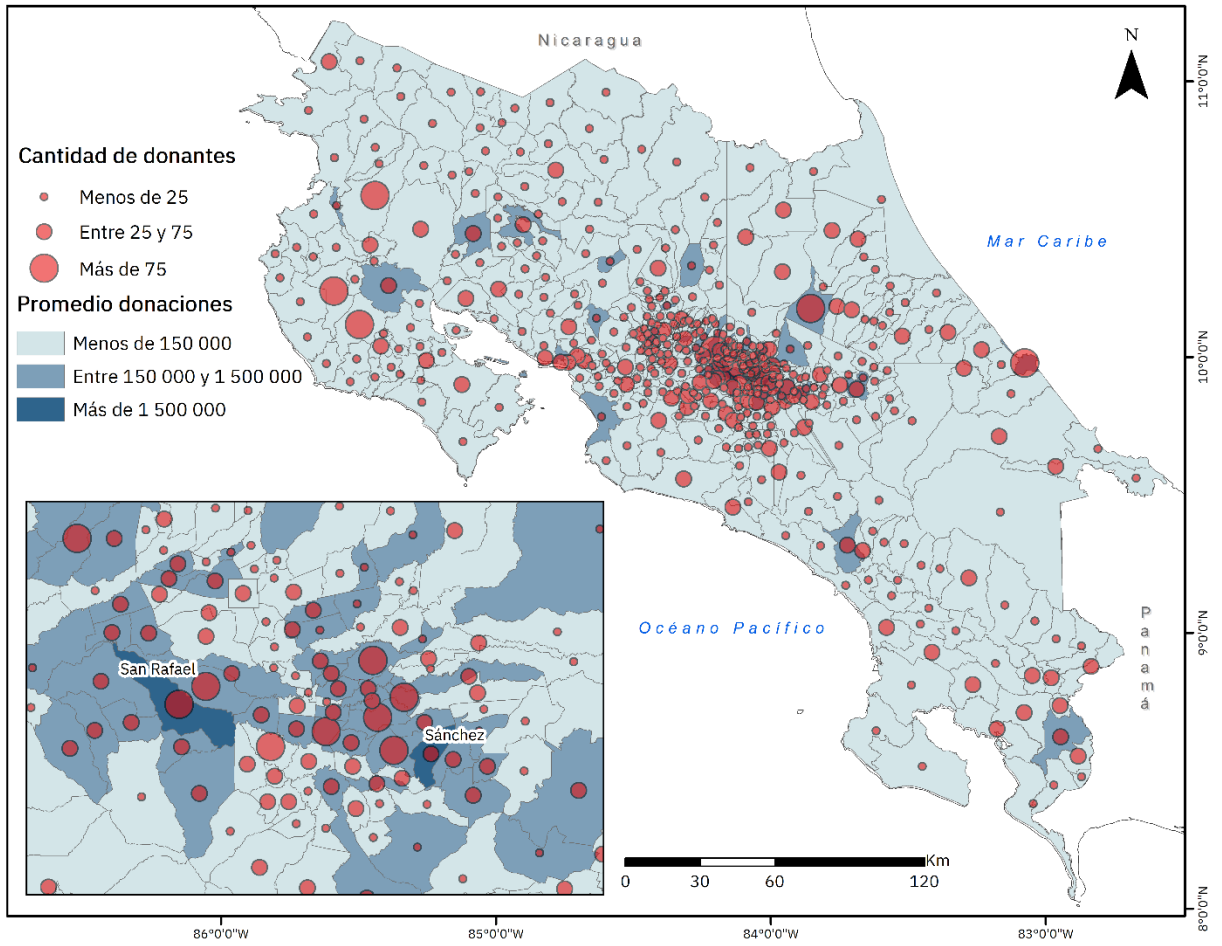 Nicaragua
N
11°0'0"N
Cantidad de donantes
Menos de 25
Entre 25 y 75
Más de 75
Promedio donaciones
Menos de 150 000
Entre 150 000 y 1 500 000
Más de 1 500 000
Mar Caribe
10°0'0"N
Océano Pacífico
Panamá
9°0'0"N
San Rafael
Sánchez
Km
0 30 60 120
8°0'0"N
86°0'0"W 85°0'0"W 84°0'0"W 83°0'0"W